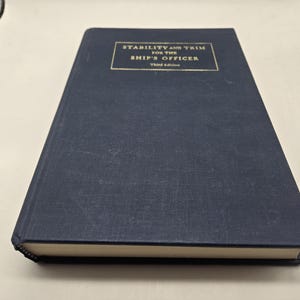 STABILITY AND TRIM
FOR THE
SHIP'S OFFICER
Third Edition